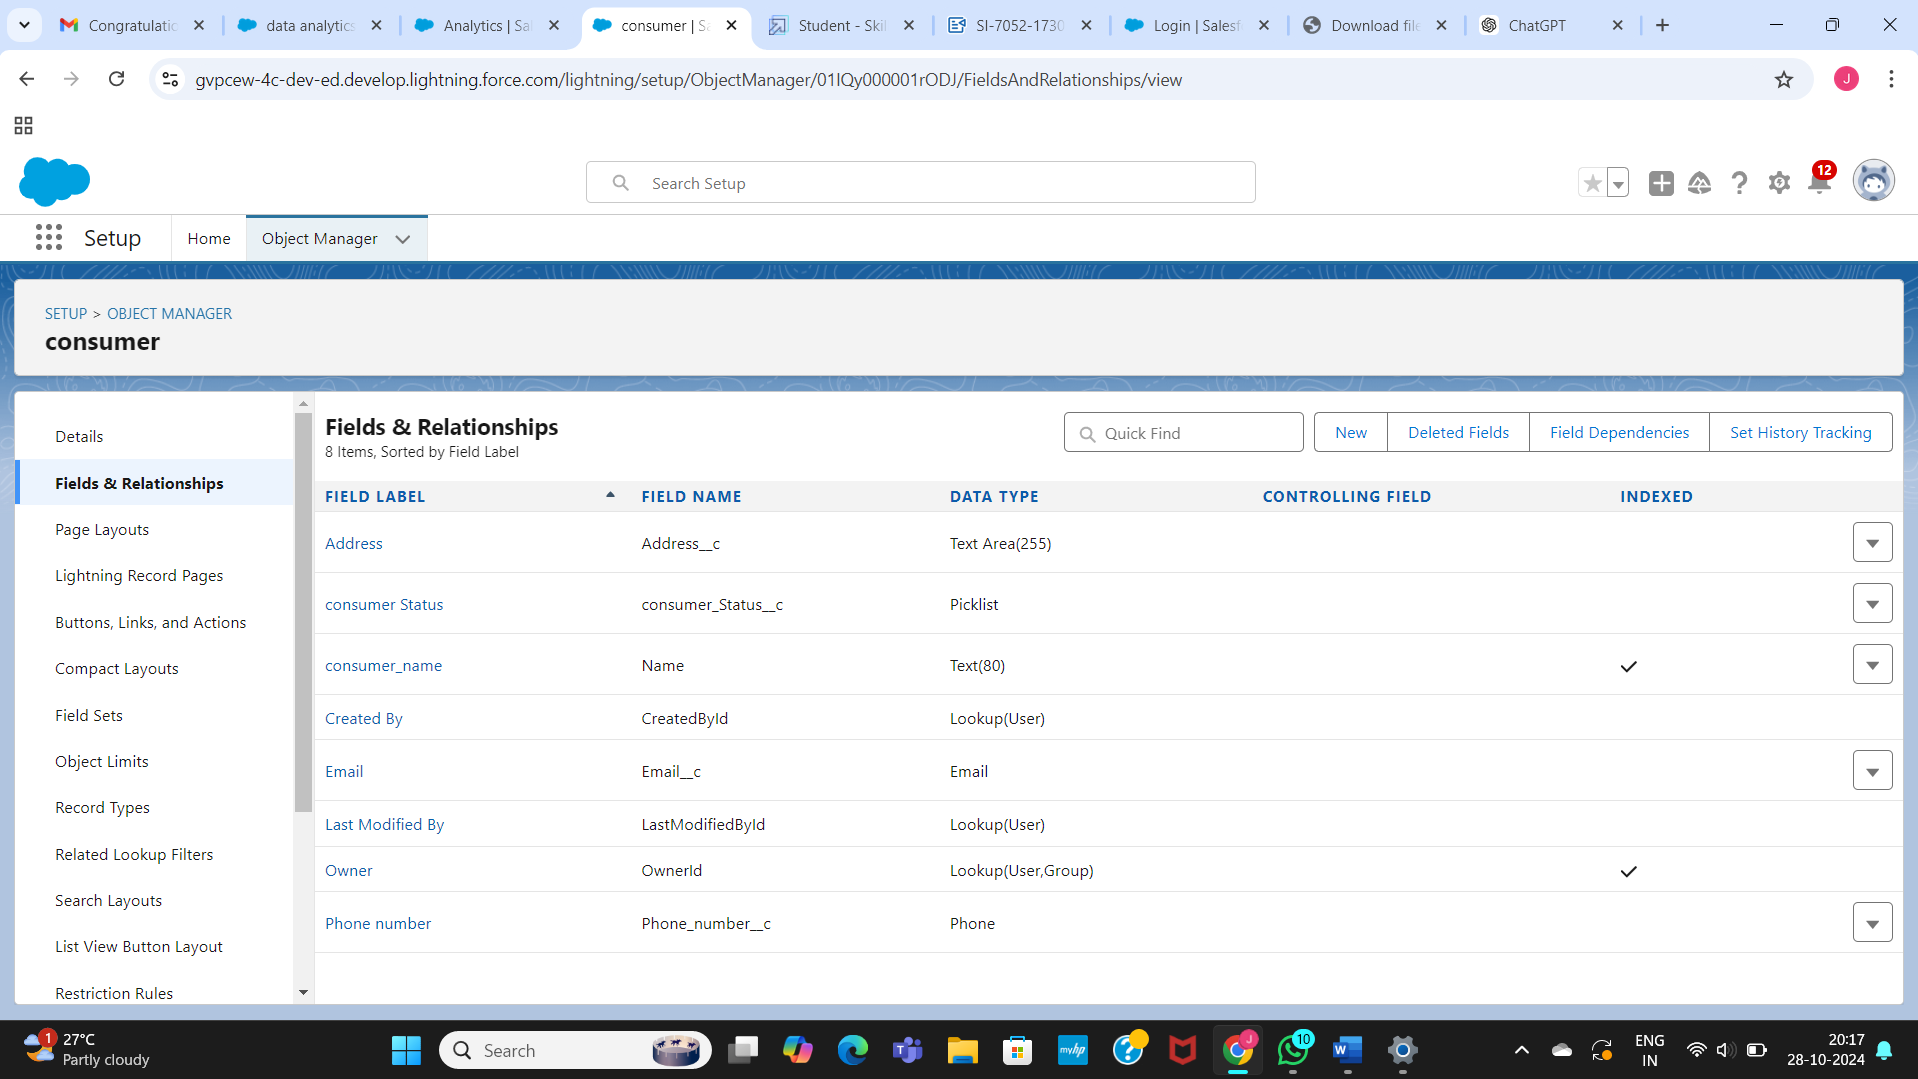 Congratulatio
data analytics
Analytics | Sal
consumer | Sa
Student - Skil
SI-7052-1730
Login | Salesf
Download file
ChatGPT
gvpcew-4c-dev-ed.develop.lightning.force.com/lightning/setup/ObjectManager/01IQy000001rODJ/FieldsAndRelationships/view
J
Search Setup
12
Setup
Home
Object Manager
SETUP > OBJECT MANAGER
consumer
Details
Fields & Relationships
Page Layouts
Lightning Record Pages
Buttons, Links, and Actions
Compact Layouts
Field Sets
Object Limits
Record Types
Related Lookup Filters
Search Layouts
List View Button Layout
Restriction Rules
Fields & Relationships
8 Items, Sorted by Field Label
Quick Find
New
Deleted Fields
Field Dependencies
Set History Tracking
FIELD LABEL FIELD NAME DATA TYPE CONTROLLING FIELD INDEXED
Address Address__c Text Area(255)
consumer Status consumer_Status__c Picklist
consumer_name Name Text(80)
Created By CreatedById Lookup(User)
Email Email__c Email
Last Modified By LastModifiedById Lookup(User)
Owner OwnerId Lookup(User,Group)
Phone number Phone_number__c Phone
1
27°C
Partly cloudy
Search
myhp
J
10
ENG
IN
20:17
28-10-2024